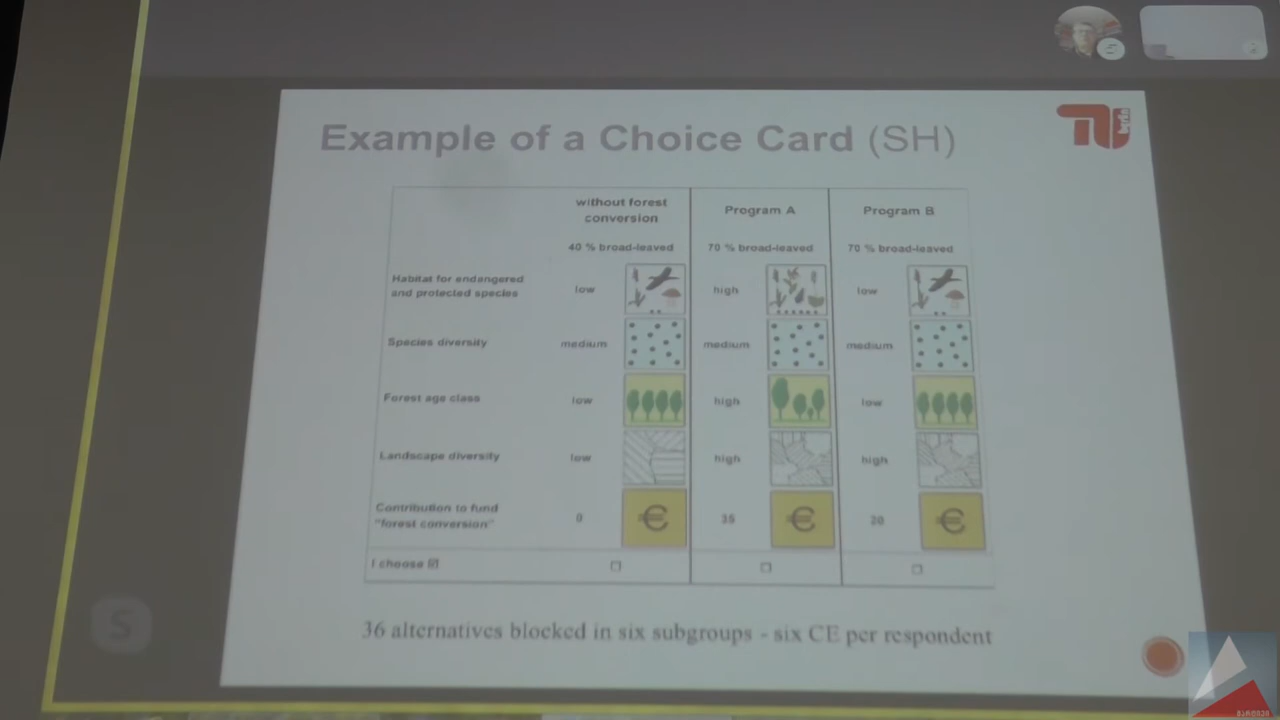 Example of a Choice Card (SH)
without forest conversion
Program A
Program B
40 % broad-leaved
70 % broad-leaved
70 % broad-leaved
Habitat for endangered and protected species
low
high
low
Species diversity
medium
medium
medium
Forest age class
low
high
low
Landscape diversity
low
high
high
Contribution to fund "forest conversion"
0
€
35
€
20
€
I choose ☑
36 alternatives blocked in six subgroups - six CE per respondent
S